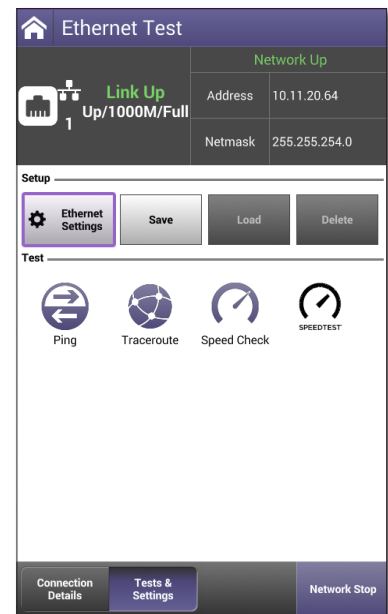 Ethernet Test
Network Up
Link Up
Up/1000M/Full
1
Address 10.11.20.64
Netmask 255.255.254.0
Setup
Ethernet
Settings
Save
Load
Delete
Test
Ping
Traceroute
Speed Check
SPEEDTEST
Connection
Details
Tests &
Settings
Network Stop